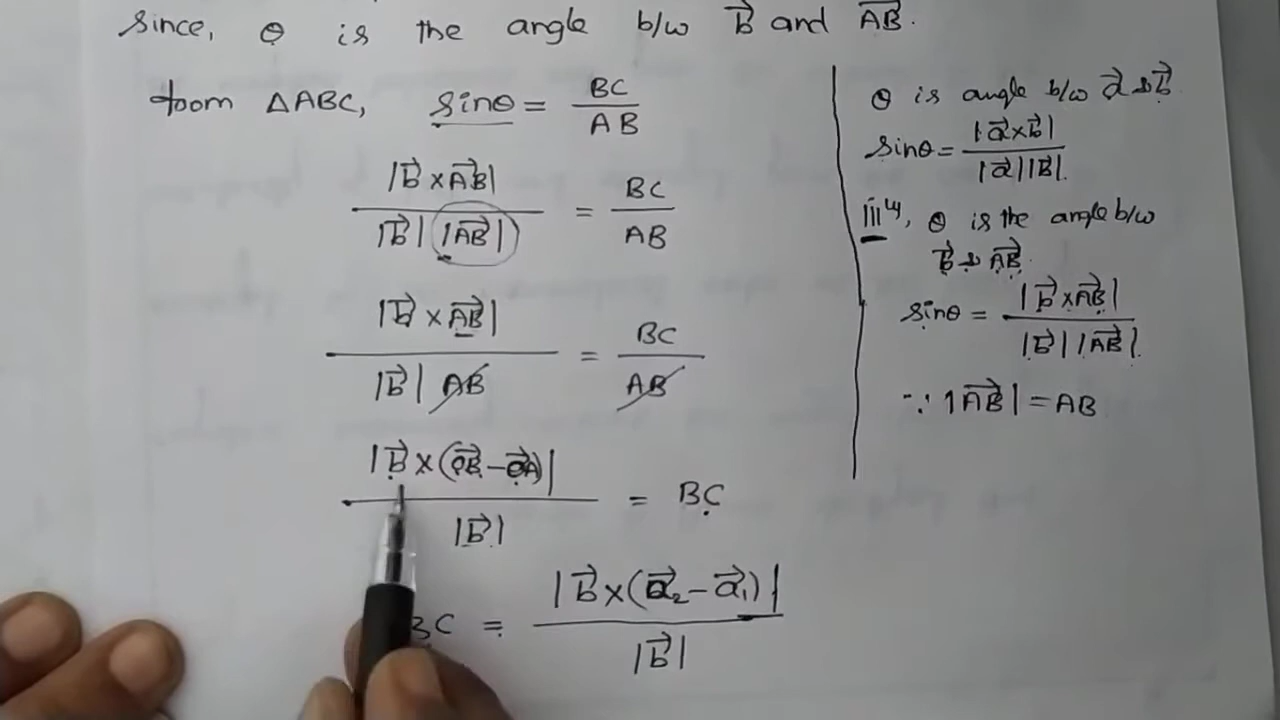 Since, θ is the angle b/w b⃗ and AB⃗.
from ΔABC, sinθ = BC / AB
|b⃗ × AB⃗| / |b⃗| |AB⃗| = BC / AB
|b⃗ × AB⃗| / |b⃗| AB = BC / AB
|b⃗ × (OB⃗ − OA⃗)| / |b⃗| = BC
BC = |b⃗ × (a⃗₂ − a⃗₁)| / |b⃗|
θ is angle b/w a⃗ & b⃗
sinθ = |a⃗ × b⃗| / |a⃗| |b⃗|.
IIIly, θ is the angle b/w
b⃗ & AB⃗.
sinθ = |b⃗ × AB⃗| / |b⃗| |AB⃗|.
∵ |AB⃗| = AB